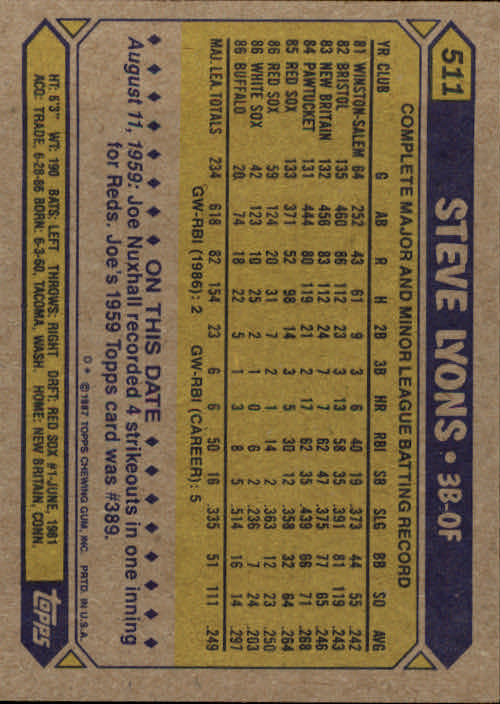 511 STEVE LYONS • 3B-OF
COMPLETE MAJOR AND MINOR LEAGUE BATTING RECORD
YR CLUB G AB R H 2B 3B HR RBI SB SLG BB SO AVG
81 WINSTON-SALEM 64 252 43 61 9 3 6 40 19 .373 44 55 .242
82 BRISTOL 135 460 86 112 23 3 13 58 35 .391 81 119 .243
83 NEW BRITAIN 132 456 83 112 24 7 7 62 47 .375 77 65 .246
84 PAWTUCKET 131 444 80 119 21 2 17 62 35 .439 66 71 .268
85 RED SOX 133 371 52 98 14 3 5 30 12 .358 32 64 .264
86 RED SOX 59 124 20 31 7 2 1 14 2 .363 12 23 .250
86 WHITE SOX 42 123 10 25 2 1 0 6 2 .236 7 24 .203
86 BUFFALO 20 74 18 22 5 1 3 8 5 .514 16 14 .297
MAJ. LEA. TOTALS 234 618 82 154 23 6 6 50 16 .335 51 111 .249
GW-RBI (1986): 2 GW-RBI (CAREER): 5
ON THIS DATE
August 11, 1959: Joe Nuxhall recorded 4 strikeouts in one inning
for Reds. Joe's 1959 Topps card was #389.
D * ©1987 TOPPS CHEWING GUM, INC. PRTD. IN U.S.A.
HT: 6'3" WT: 190 BATS: LEFT THROWS: RIGHT DRFT: RED SOX #1-JUNE, 1981
ACQ: TRADE, 6-28-86 BORN: 6-3-60, TACOMA, WASH. HOME: NEW BRITAIN, CONN.
TOPPS